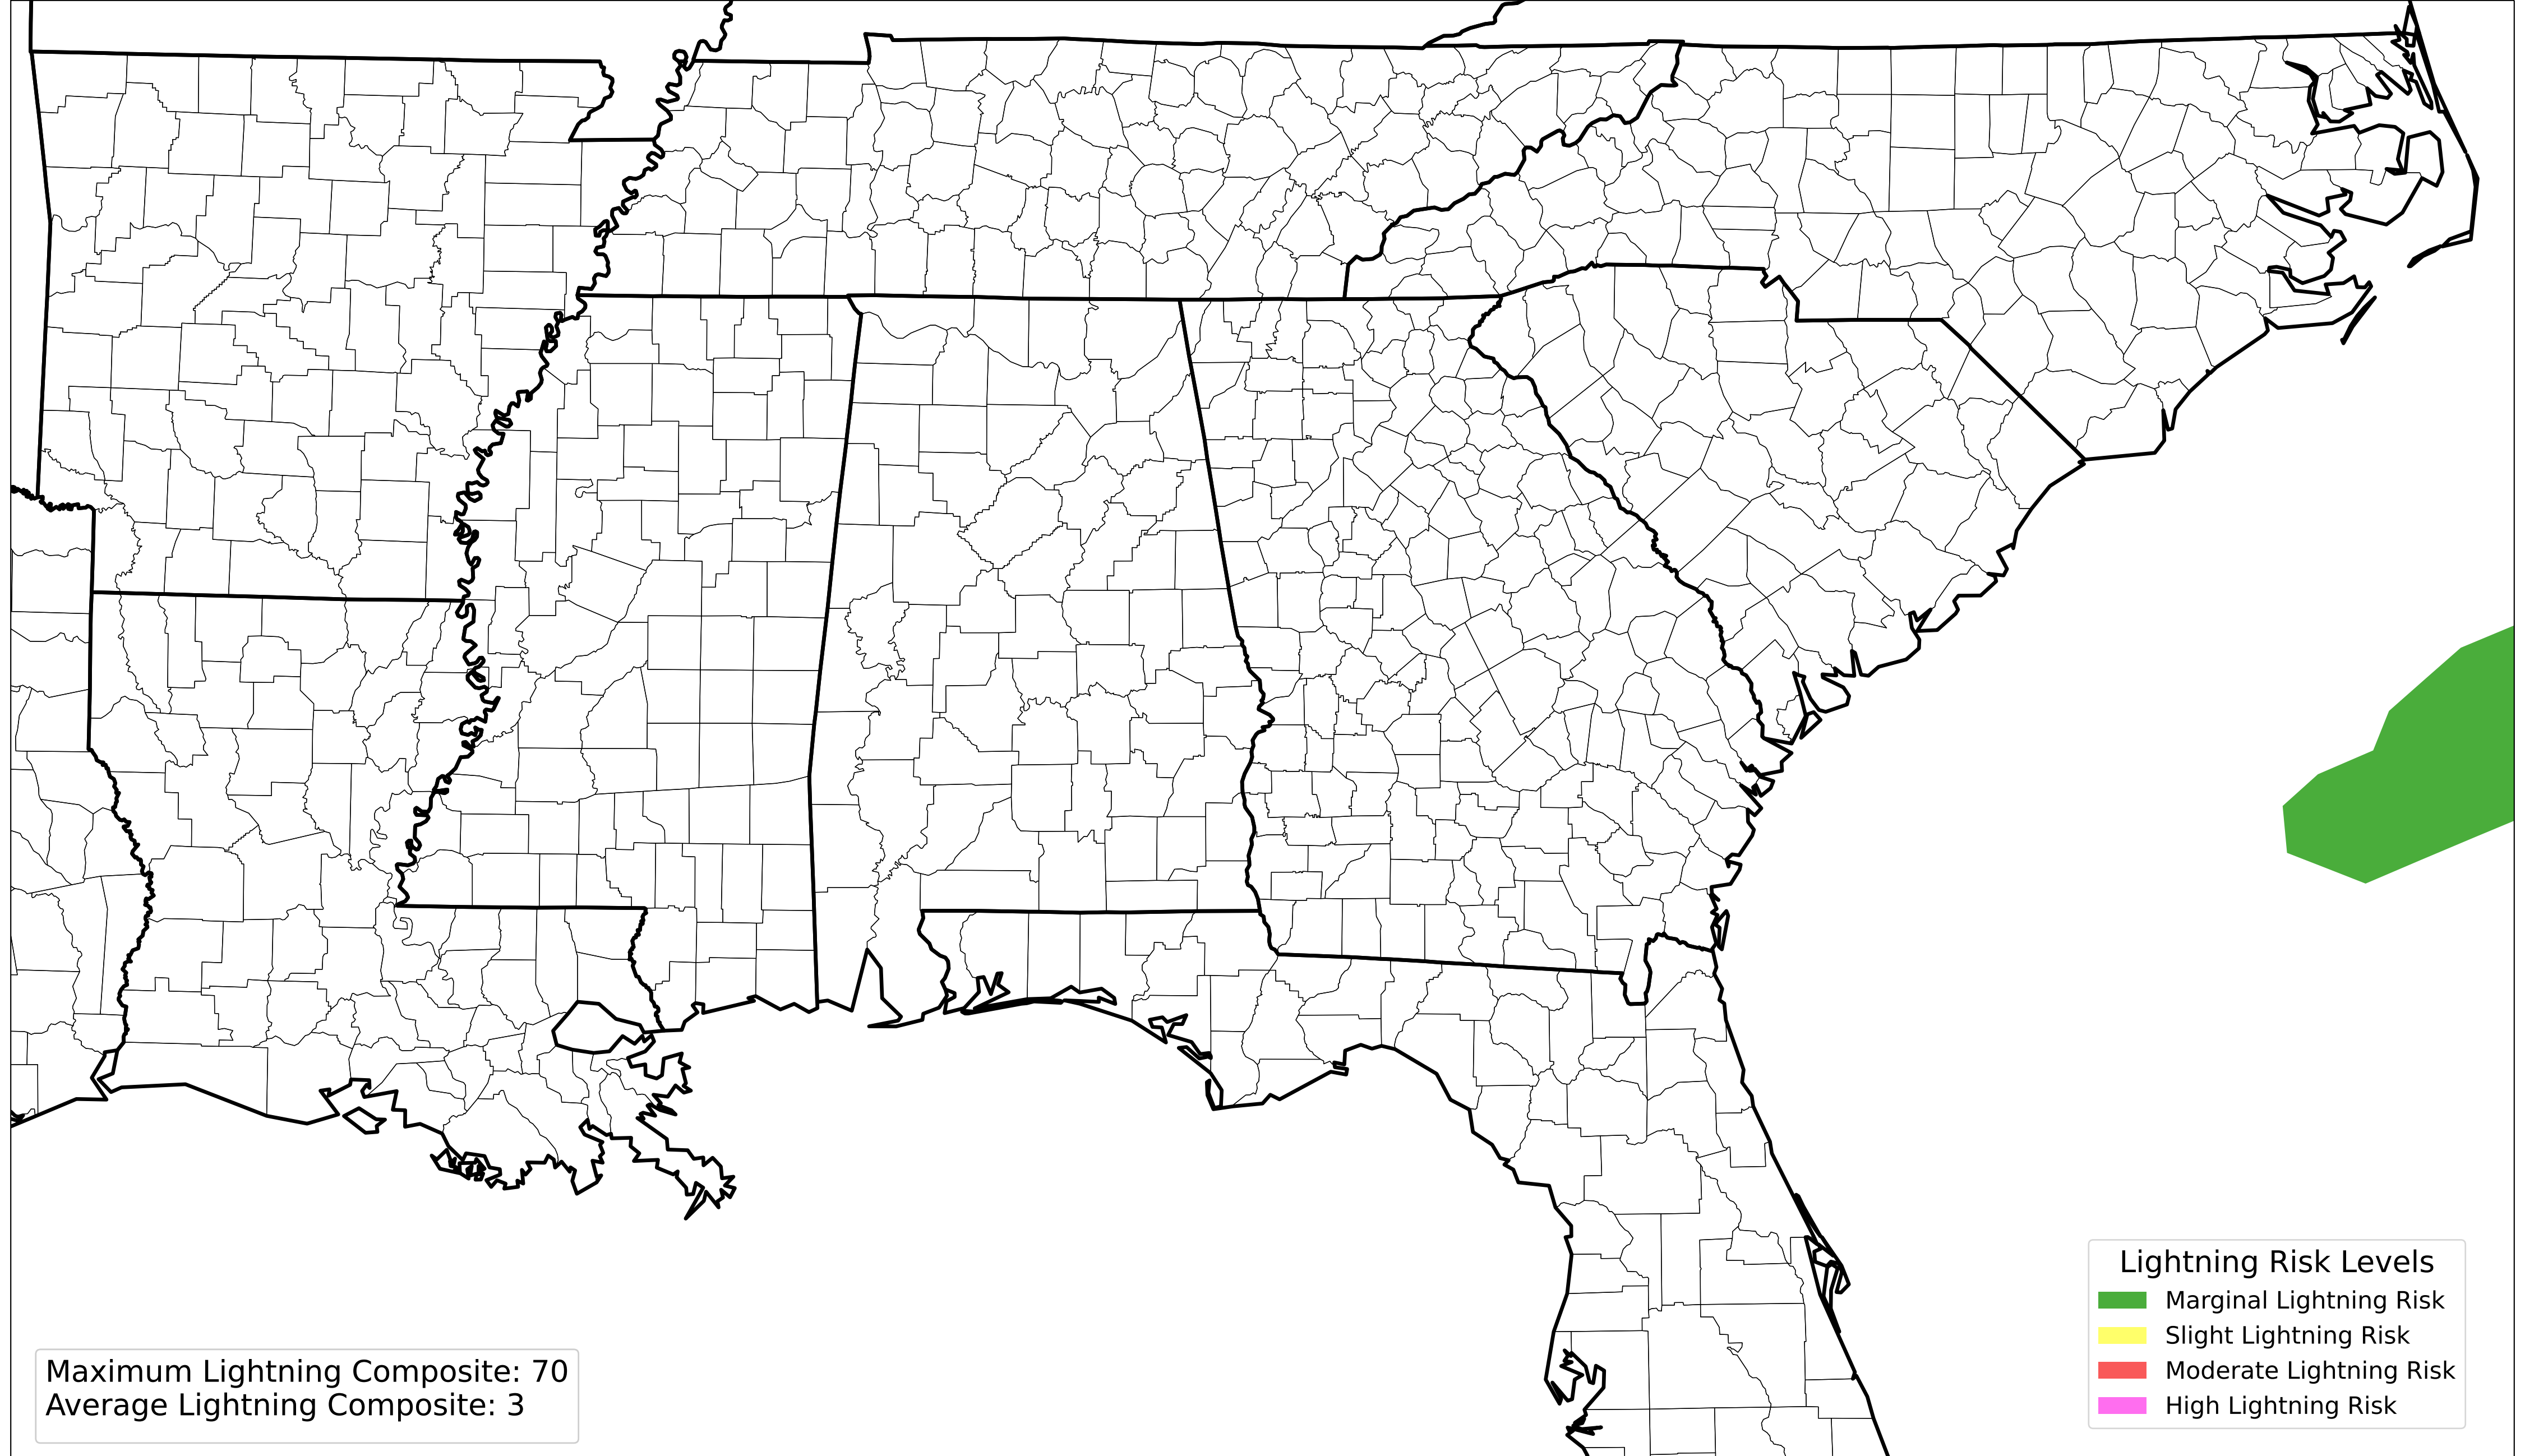 Lightning Risk Levels
Marginal Lightning Risk
Slight Lightning Risk
Moderate Lightning Risk
High Lightning Risk
Maximum Lightning Composite: 70
Average Lightning Composite: 3